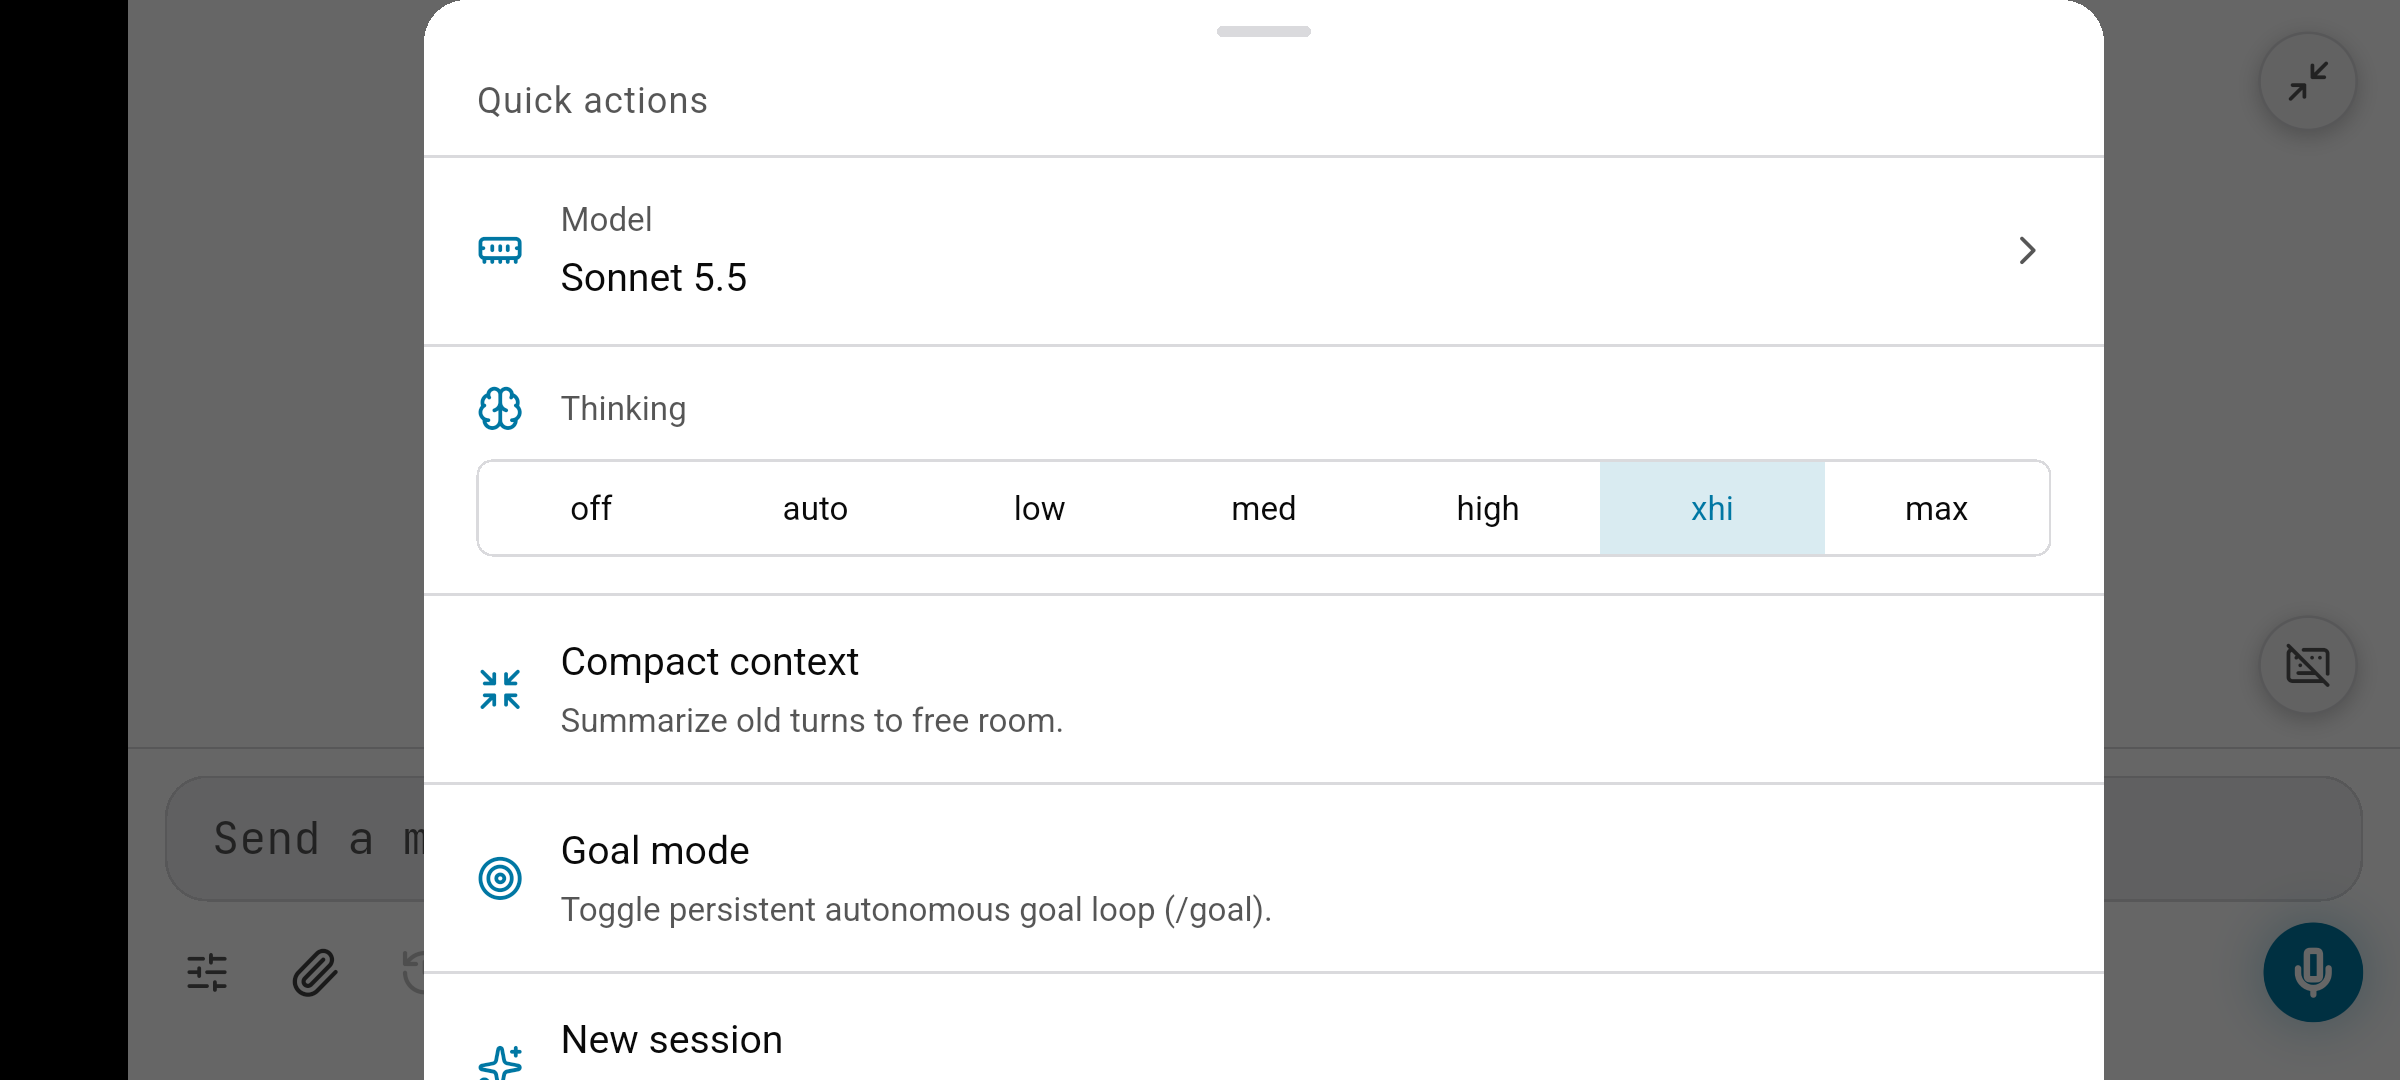 Quick actions
Model
Sonnet 5.5
Thinking
off auto low med high xhi max
Compact context
Summarize old turns to free room.
Goal mode
Toggle persistent autonomous goal loop (/goal).
Send a
New session